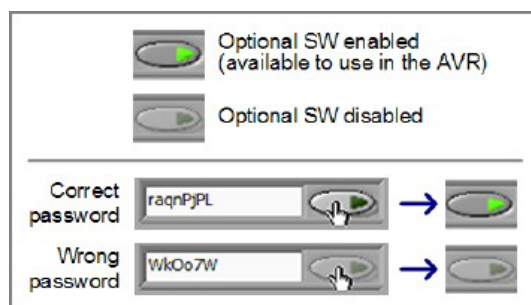 Optional SW enabled
(available to use in the AVR)
Optional SW disabled
Correct
password
raqnPjPL
Wrong
password
WkOo7W